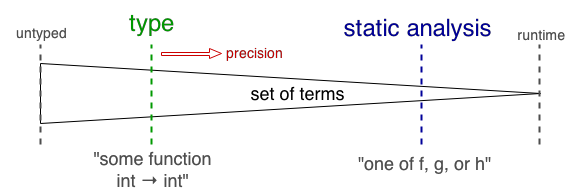 untyped
type
precision
static analysis
runtime
set of terms
"some function
int → int"
"one of f, g, or h"